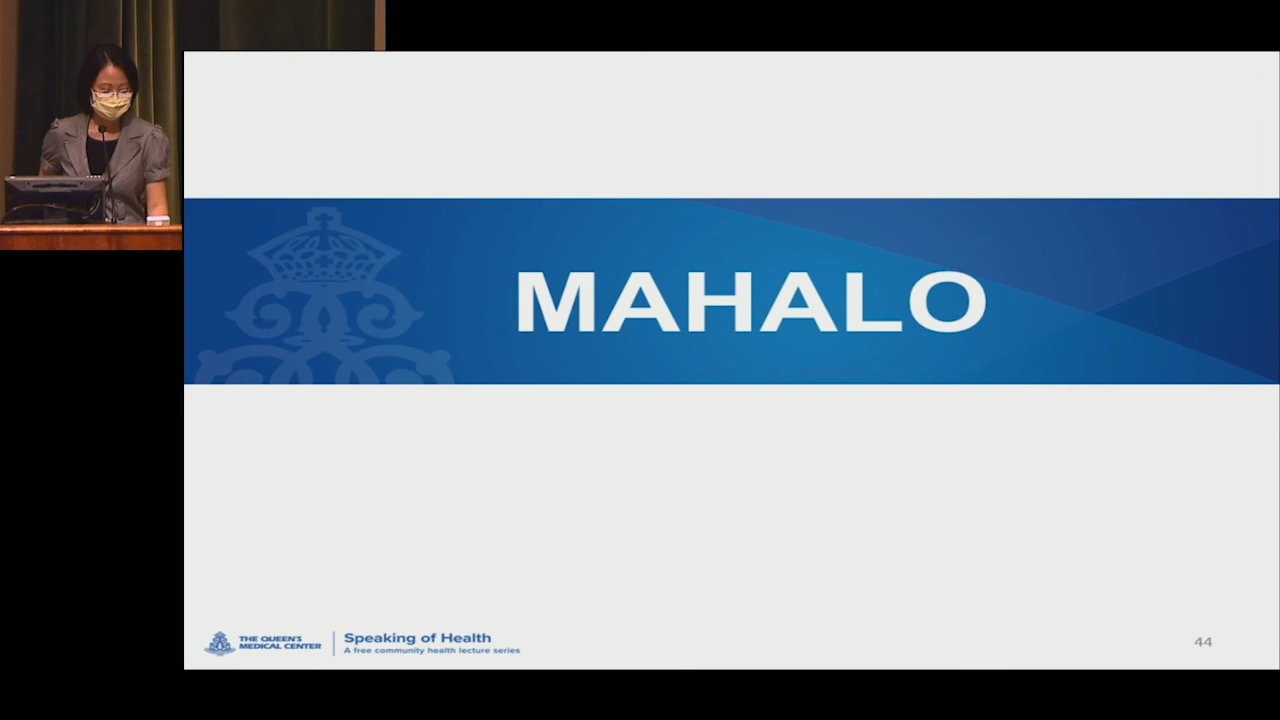 MAHALO
THE QUEEN'S
MEDICAL CENTER
Speaking of Health
A free community health lecture series
44